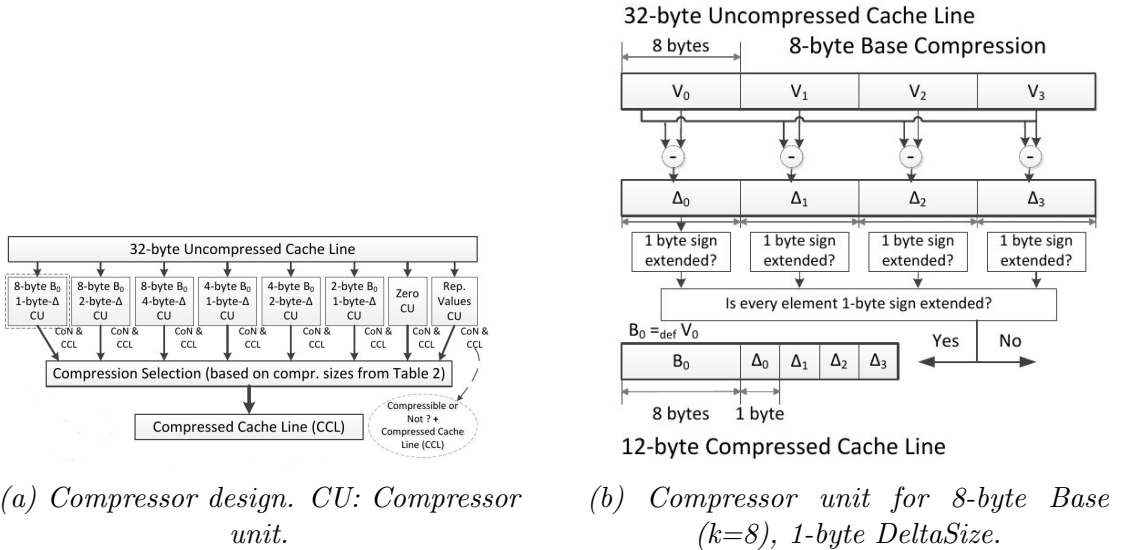 32-byte Uncompressed Cache Line
8-byte B₀
1-byte-Δ
CU
8-byte B₀
2-byte-Δ
CU
8-byte B₀
4-byte-Δ
CU
4-byte B₀
1-byte-Δ
CU
4-byte B₀
2-byte-Δ
CU
2-byte B₀
1-byte-Δ
CU
Zero
CU
Rep.
Values
CU
CoN &
CCL
CoN &
CCL
CoN &
CCL
CoN &
CCL
CoN &
CCL
CoN &
CCL
CoN &
CCL
CoN &
CCL
Compression Selection (based on compr. sizes from Table 2)
Compressed Cache Line (CCL)
Compressible or
Not ? +
Compressed Cache
Line (CCL)
(a) Compressor design. CU: Compressor
unit.
32-byte Uncompressed Cache Line
8 bytes 8-byte Base Compression
V₀ V₁ V₂ V₃
- - - -
Δ₀ Δ₁ Δ₂ Δ₃
1 byte sign
extended?
1 byte sign
extended?
1 byte sign
extended?
1 byte sign
extended?
Is every element 1-byte sign extended?
B₀ =def V₀
Yes No
B₀ Δ₀ Δ₁ Δ₂ Δ₃
8 bytes 1 byte
12-byte Compressed Cache Line
(b) Compressor unit for 8-byte Base
(k=8), 1-byte DeltaSize.